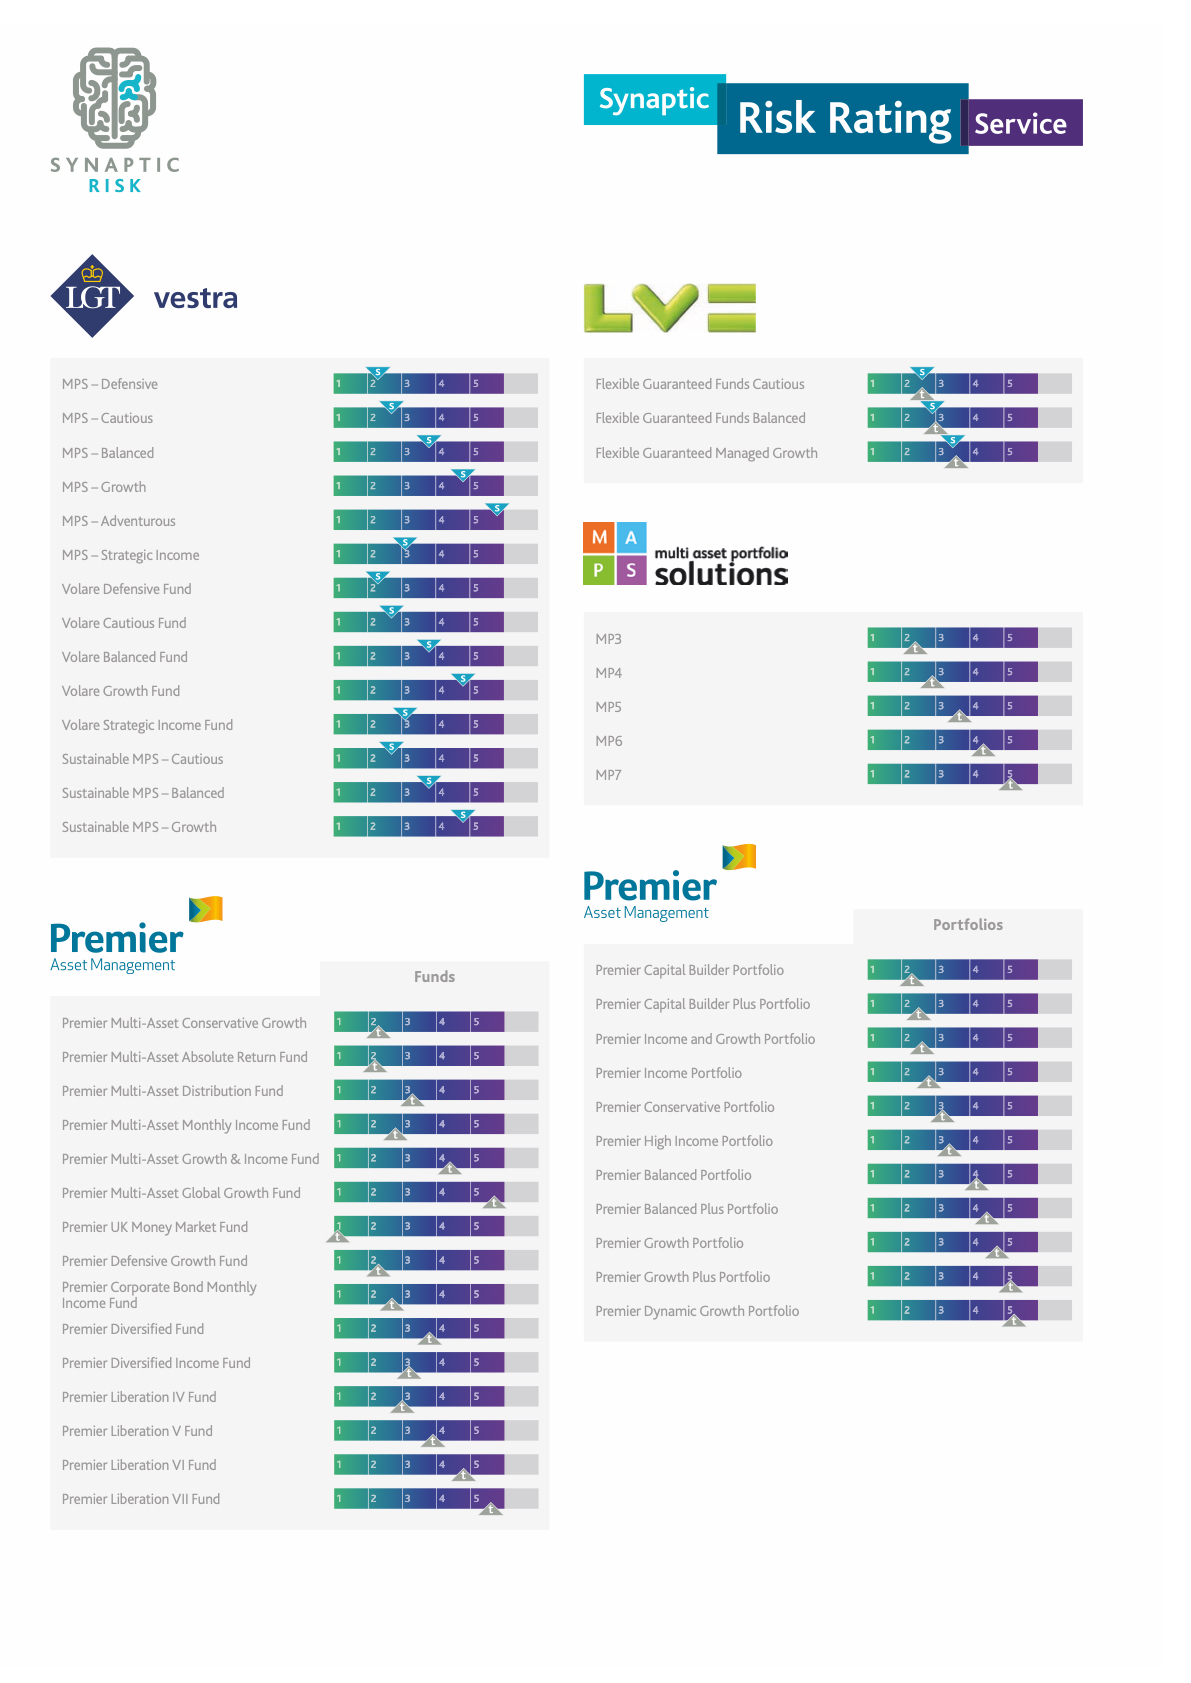 SYNAPTIC
RISK
Synaptic
Risk Rating
Service
LGT vestra
MPS – Defensive 1 2 3 4 5 s
MPS – Cautious 1 2 3 4 5 s
MPS – Balanced 1 2 3 4 5 s
MPS – Growth 1 2 3 4 5 s
MPS – Adventurous 1 2 3 4 5 s
MPS – Strategic Income 1 2 3 4 5 s
Volare Defensive Fund 1 2 3 4 5 s
Volare Cautious Fund 1 2 3 4 5 s
Volare Balanced Fund 1 2 3 4 5 s
Volare Growth Fund 1 2 3 4 5 s
Volare Strategic Income Fund 1 2 3 4 5 s
Sustainable MPS – Cautious 1 2 3 4 5 s
Sustainable MPS – Balanced 1 2 3 4 5 s
Sustainable MPS – Growth 1 2 3 4 5 s
Premier
Asset Management
Funds
Premier Multi-Asset Conservative Growth 1 2 3 4 5 t
Premier Multi-Asset Absolute Return Fund 1 2 3 4 5 t
Premier Multi-Asset Distribution Fund 1 2 3 4 5 t
Premier Multi-Asset Monthly Income Fund 1 2 3 4 5 t
Premier Multi-Asset Growth & Income Fund 1 2 3 4 5 t
Premier Multi-Asset Global Growth Fund 1 2 3 4 5 t
Premier UK Money Market Fund 1 2 3 4 5 t
Premier Defensive Growth Fund 1 2 3 4 5 t
Premier Corporate Bond Monthly
Income Fund 1 2 3 4 5 t
Premier Diversified Fund 1 2 3 4 5 t
Premier Diversified Income Fund 1 2 3 4 5 t
Premier Liberation IV Fund 1 2 3 4 5 t
Premier Liberation V Fund 1 2 3 4 5 t
Premier Liberation VI Fund 1 2 3 4 5 t
Premier Liberation VII Fund 1 2 3 4 5 t
LV=
Flexible Guaranteed Funds Cautious 1 2 3 4 5 s t
Flexible Guaranteed Funds Balanced 1 2 3 4 5 s t
Flexible Guaranteed Managed Growth 1 2 3 4 5 s t
M A
P S
multi asset portfolio
solutions
MP3 1 2 3 4 5 t
MP4 1 2 3 4 5 t
MP5 1 2 3 4 5 t
MP6 1 2 3 4 5 t
MP7 1 2 3 4 5 t
Premier
Asset Management
Portfolios
Premier Capital Builder Portfolio 1 2 3 4 5 t
Premier Capital Builder Plus Portfolio 1 2 3 4 5 t
Premier Income and Growth Portfolio 1 2 3 4 5 t
Premier Income Portfolio 1 2 3 4 5 t
Premier Conservative Portfolio 1 2 3 4 5 t
Premier High Income Portfolio 1 2 3 4 5 t
Premier Balanced Portfolio 1 2 3 4 5 t
Premier Balanced Plus Portfolio 1 2 3 4 5 t
Premier Growth Portfolio 1 2 3 4 5 t
Premier Growth Plus Portfolio 1 2 3 4 5 t
Premier Dynamic Growth Portfolio 1 2 3 4 5 t